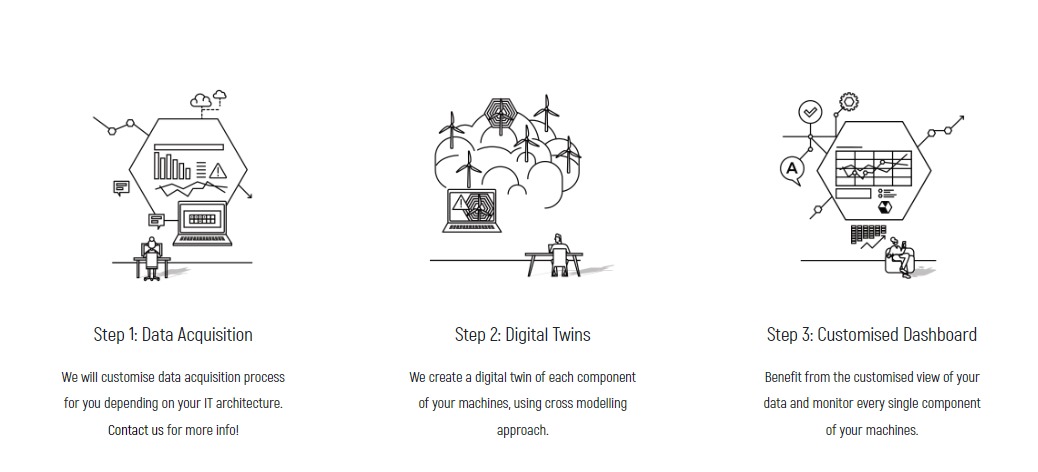 A
Step 1: Data Acquisition
We will customise data acquisition process
for you depending on your IT architecture.
Contact us for more info!
Step 2: Digital Twins
We create a digital twin of each component
of your machines, using cross modelling
approach.
Step 3: Customised Dashboard
Benefit from the customised view of your
data and monitor every single component
of your machines.